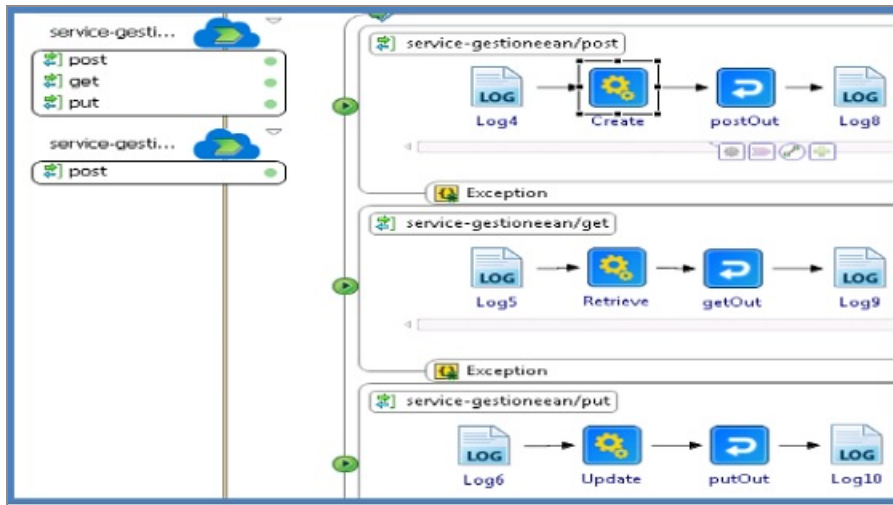 service-gesti...
post
get
put
service-gesti...
post
service-gestioneean/post
LOG LOG
Log4 Create postOut Log8
Exception
service-gestioneean/get
LOG LOG
Log5 Retrieve getOut Log9
Exception
service-gestioneean/put
LOG LOG
Log6 Update putOut Log10